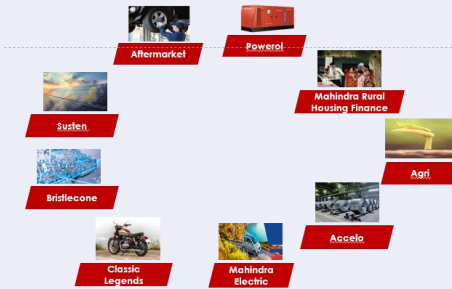 Aftermarket
Powerol
Mahindra Rural
Housing Finance
Susten
Agri
Bristlecone
Accelo
Classic
Legends
Mahindra
Electric